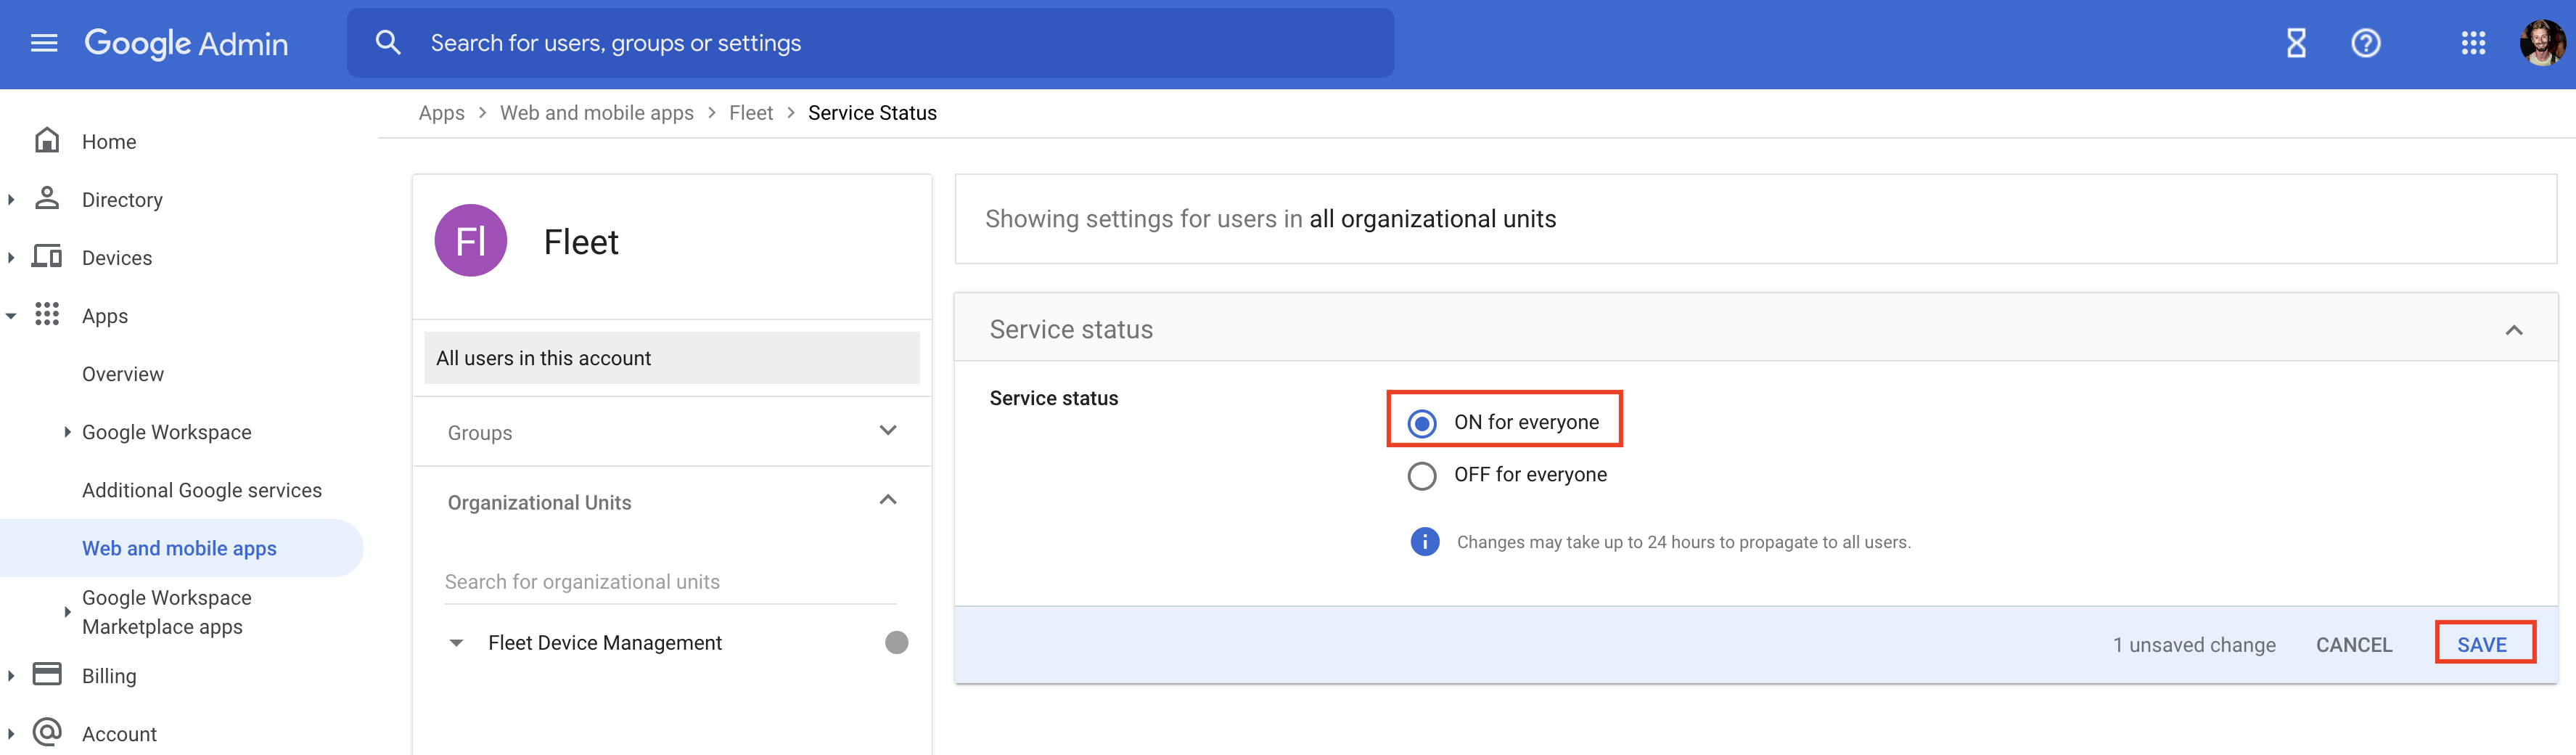 Google Admin
Search for users, groups or settings
Apps > Web and mobile apps > Fleet > Service Status
Home
Directory
Devices
Apps
Overview
Google Workspace
Additional Google services
Web and mobile apps
Google Workspace
Marketplace apps
Billing
Account
Fl Fleet
All users in this account
Groups
Organizational Units
Search for organizational units
Fleet Device Management
Showing settings for users in all organizational units
Service status
Service status
ON for everyone
OFF for everyone
Changes may take up to 24 hours to propagate to all users.
1 unsaved change CANCEL SAVE